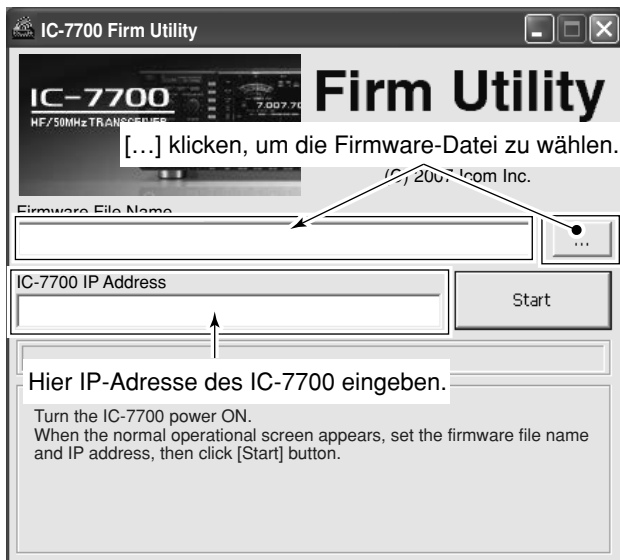 IC-7700 Firm Utility
IC-7700
HF/50MHz TRANSCEIVER
7.007.70
Firm Utility
[…] klicken, um die Firmware-Datei zu wählen.
(C) 2007 Icom Inc.
Firmware File Name
...
IC-7700 IP Address
Start
Hier IP-Adresse des IC-7700 eingeben.
Turn the IC-7700 power ON.
When the normal operational screen appears, set the firmware file name
and IP address, then click [Start] button.